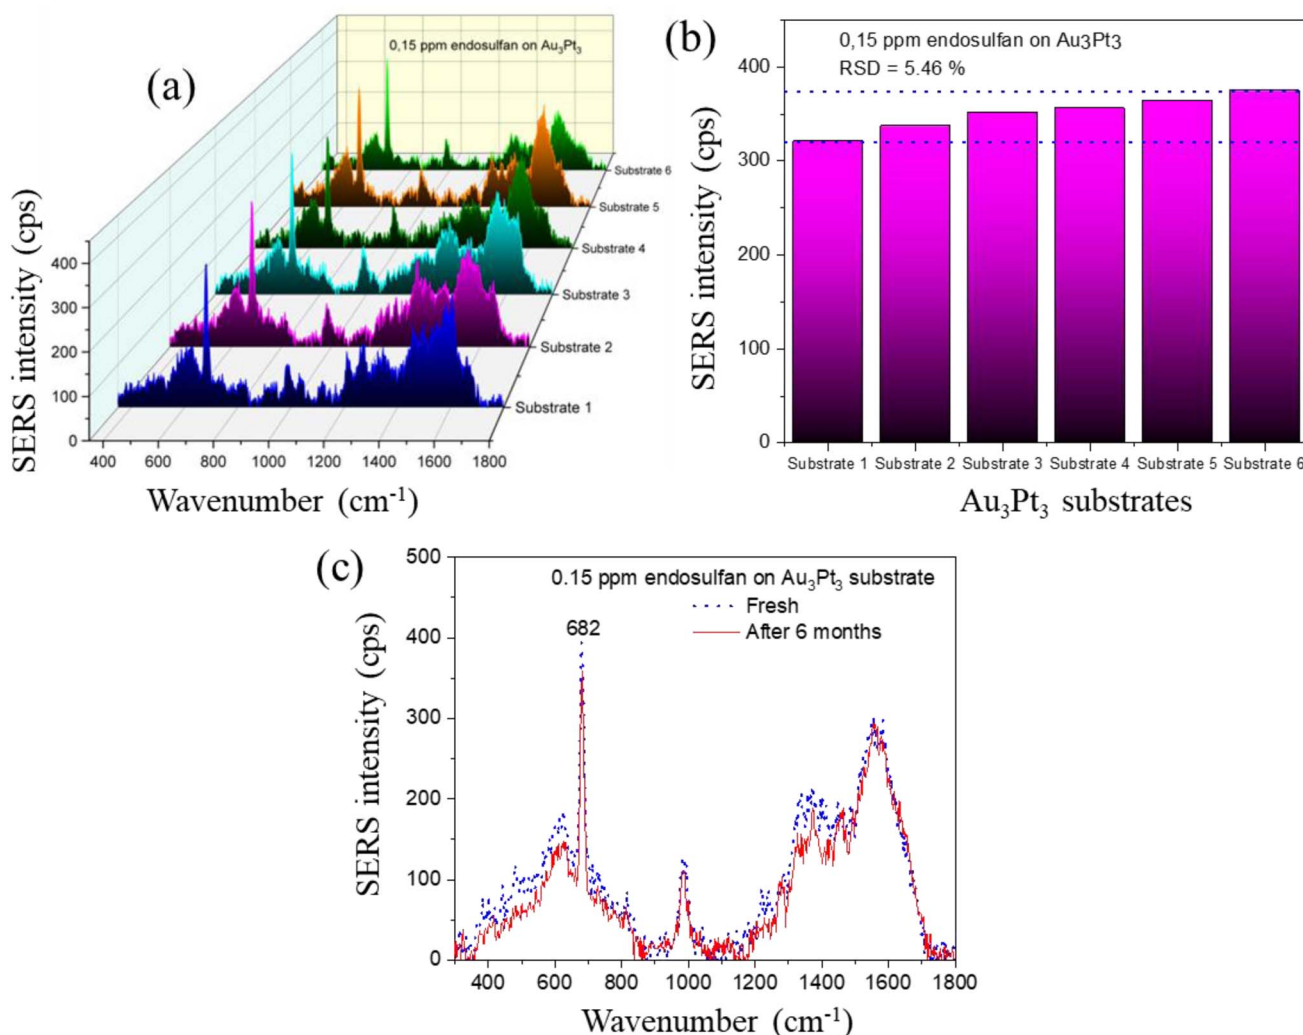 (a)
0,15 ppm endosulfan on Au₃Pt₃
SERS intensity (cps)
400
300
200
100
0
400 600 800 1000 1200 1400 1600 1800
Substrate 6
Substrate 5
Substrate 4
Substrate 3
Substrate 2
Substrate 1
Wavenumber (cm⁻¹)
(b)
0,15 ppm endosulfan on Au3Pt3
RSD = 5.46 %
SERS intensity (cps)
400
300
200
100
0
Substrate 1 Substrate 2 Substrate 3 Substrate 4 Substrate 5 Substrate 6
Au₃Pt₃ substrates
(c)
0.15 ppm endosulfan on Au₃Pt₃ substrate
Fresh
After 6 months
682
SERS intensity (cps)
500
400
300
200
100
0
400 600 800 1000 1200 1400 1600 1800
Wavenumber (cm⁻¹)